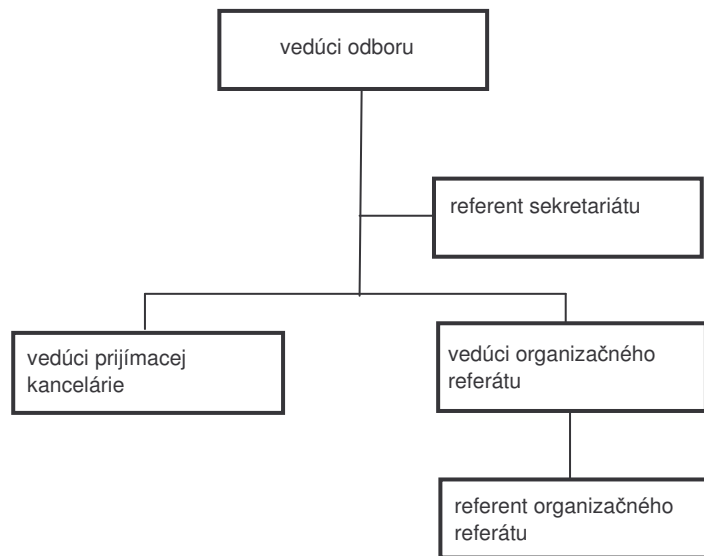 vedúci odboru
referent sekretariátu
vedúci prijímacej
kancelárie
vedúci organizačného
referátu
referent organizačného
referátu